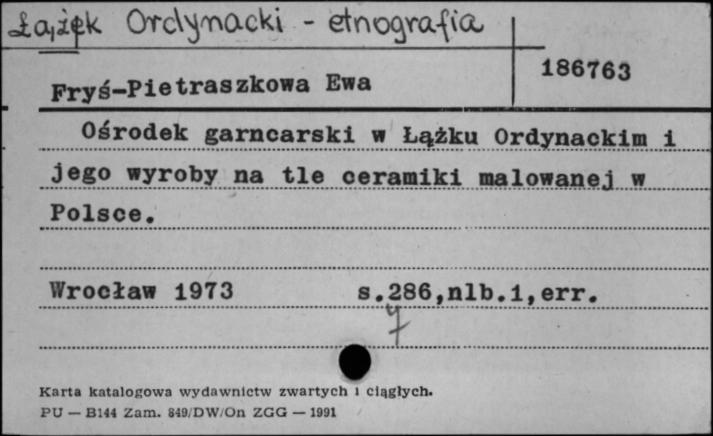 Łążek Ordynacki - etnografia
186763
Fryś-Pietraszkowa Ewa
Ośrodek garncarski w Łążku Ordynackim i
jego wyroby na tle ceramiki malowanej w
Polsce.
Wrocław 1973 s.286,nlb.1,err.
Karta katalogowa wydawnictw zwartych i ciągłych.
PU — B144 Zam. 849/DW/On ZGG — 1991